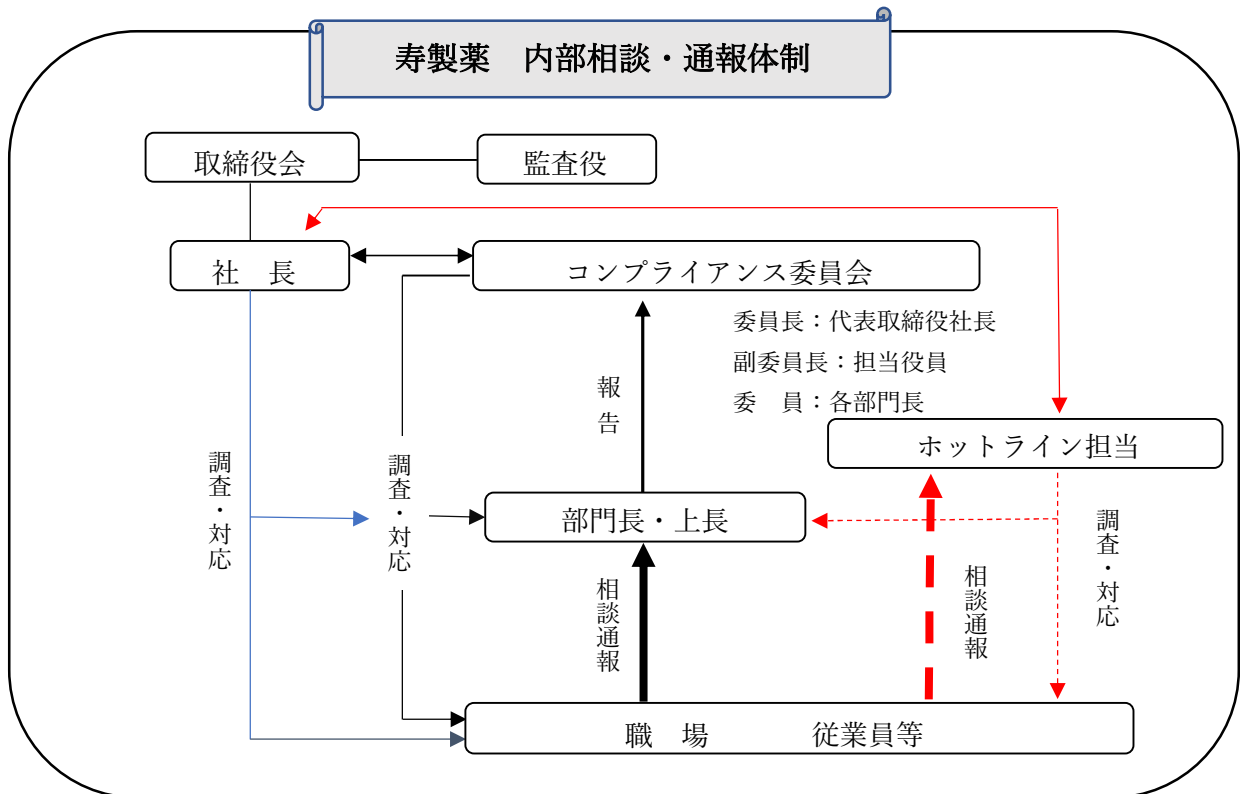 寿製薬　内部相談・通報体制
取締役会
監査役
社　長
コンプライアンス委員会
委員長：代表取締役社長
副委員長：担当役員
委　員：各部門長
報告
ホットライン担当
調査・対応
調査・対応
部門長・上長
調査・対応
相談通報
相談通報
職　場　　　従業員等